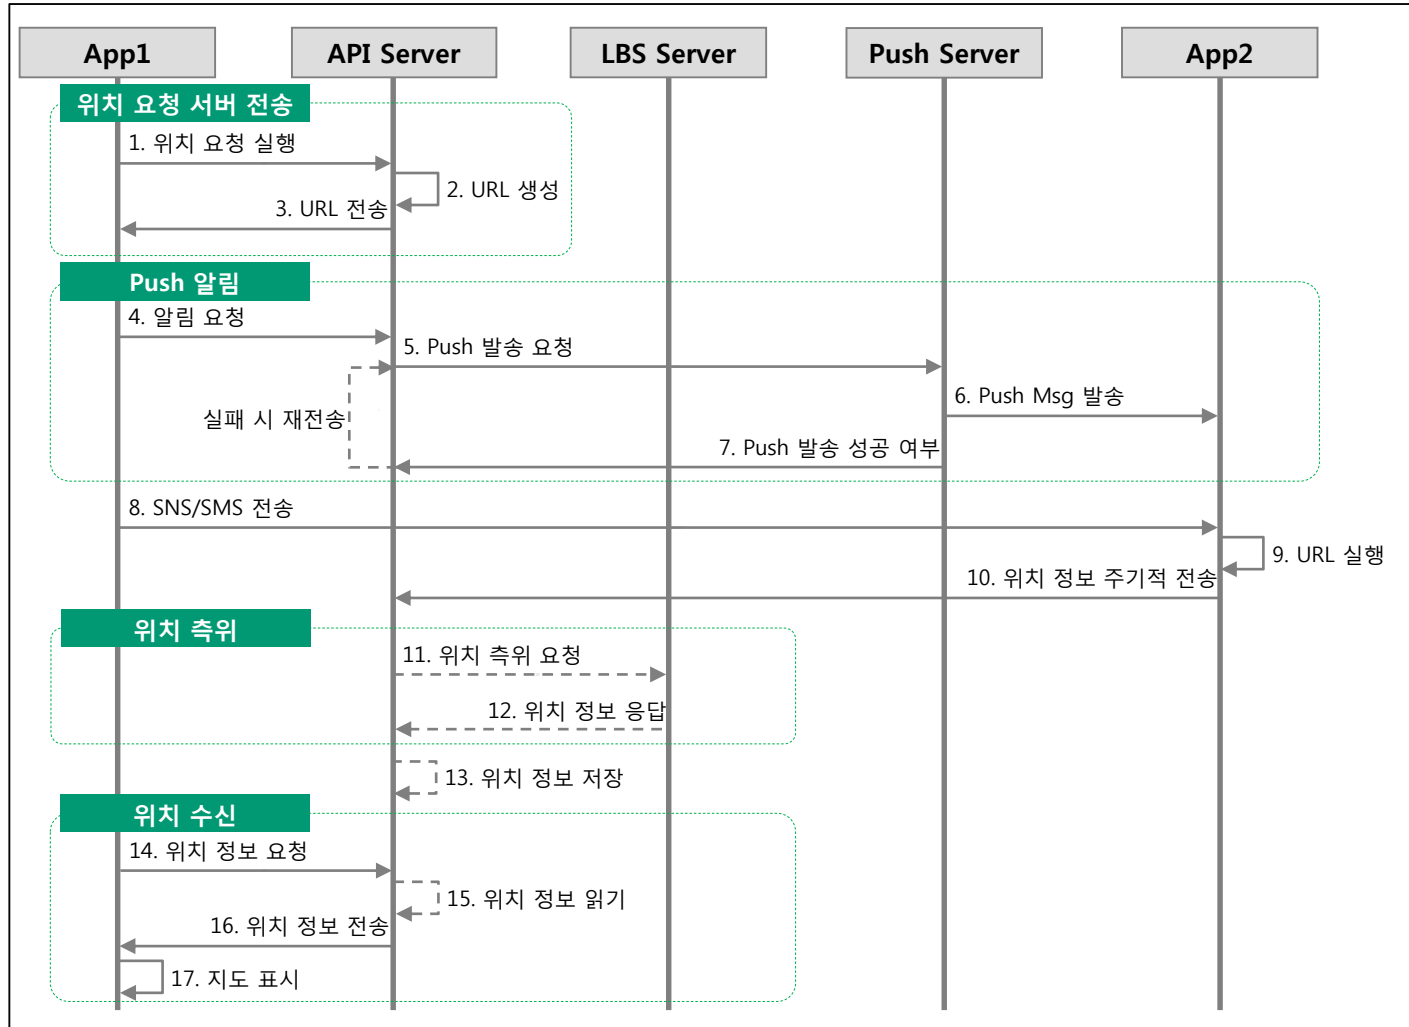 App1
API Server
LBS Server
Push Server
App2
위치 요청 서버 전송
1. 위치 요청 실행
2. URL 생성
3. URL 전송
Push 알림
4. 알림 요청
5. Push 발송 요청
6. Push Msg 발송
실패 시 재전송
7. Push 발송 성공 여부
8. SNS/SMS 전송
9. URL 실행
10. 위치 정보 주기적 전송
위치 측위
11. 위치 측위 요청
12. 위치 정보 응답
13. 위치 정보 저장
위치 수신
14. 위치 정보 요청
15. 위치 정보 읽기
16. 위치 정보 전송
17. 지도 표시